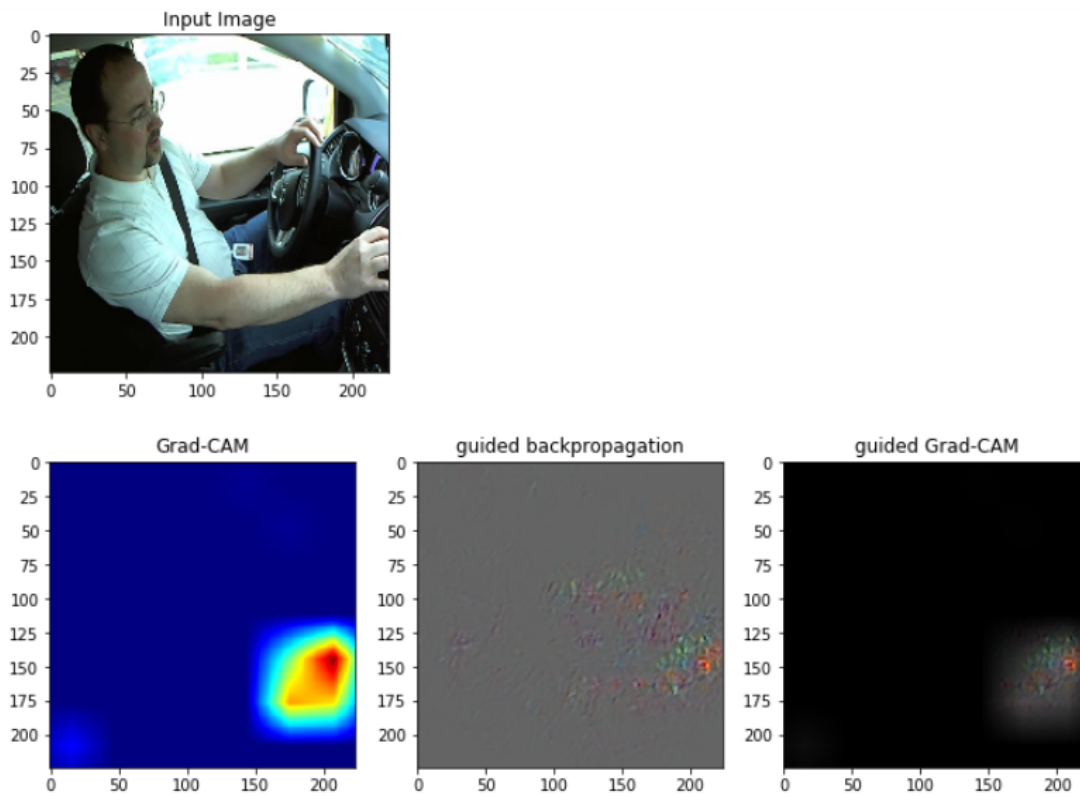 Input Image
0
25
50
75
100
125
150
175
200
0 50 100 150 200
Grad-CAM guided backpropagation guided Grad-CAM
0 0 0
25 25 25
50 50 50
75 75 75
100 100 100
125 125 125
150 150 150
175 175 175
200 200 200
0 50 100 150 200 0 50 100 150 200 0 50 100 150 200